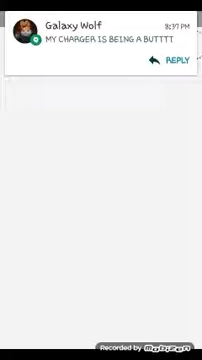 Galaxy Wolf
8:37 PM
MY CHARGER IS BEING A BUTTTT
REPLY
Recorded by MOBIZEN